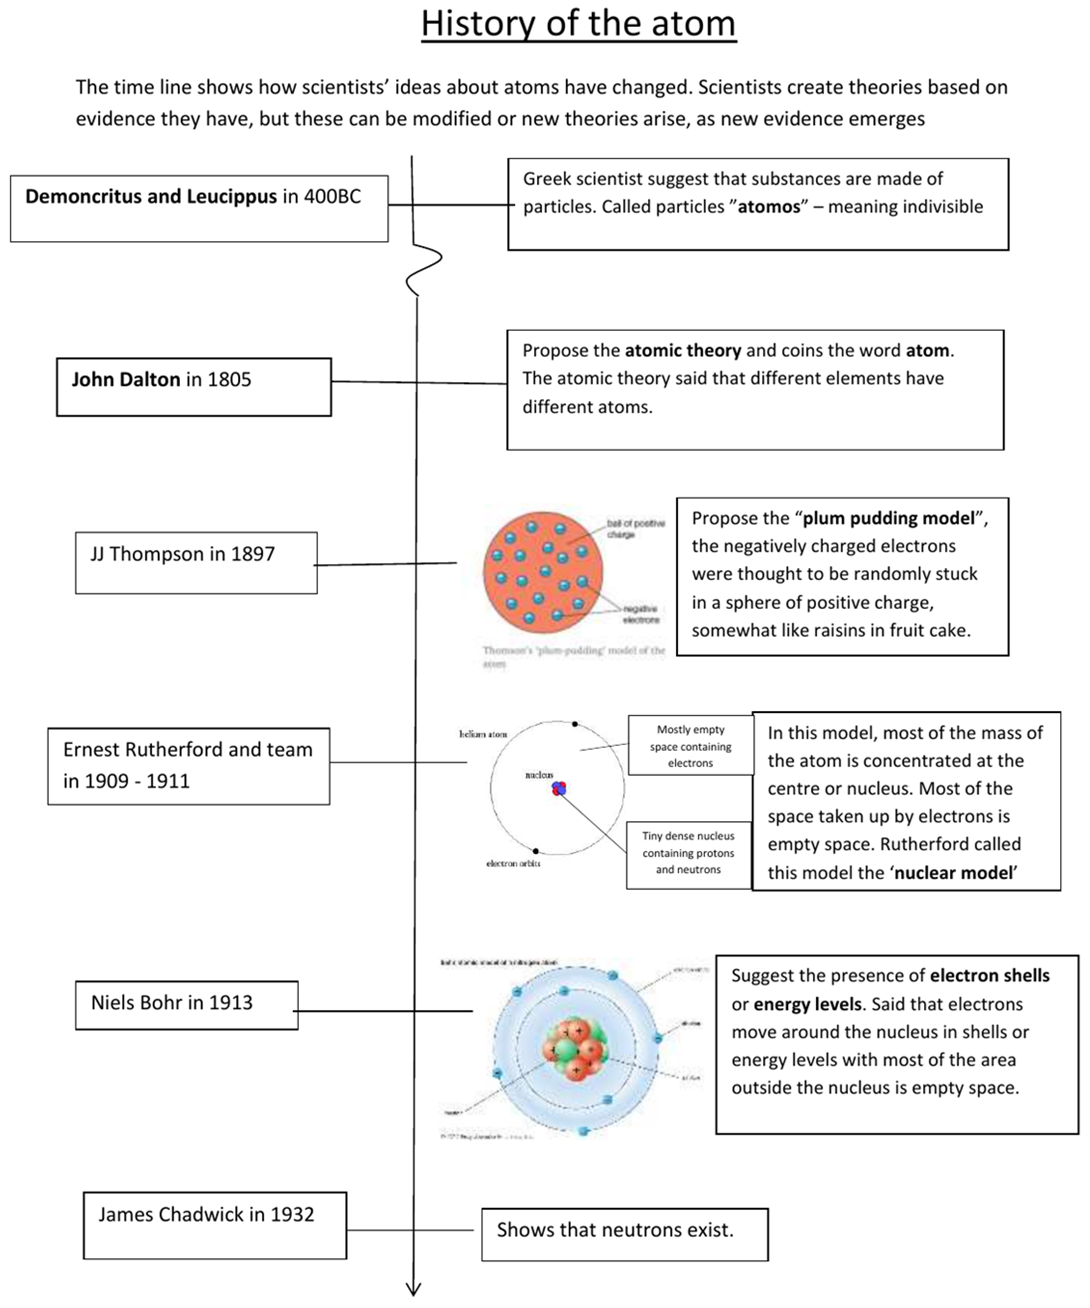 History of the atom
The time line shows how scientists’ ideas about atoms have changed. Scientists create theories based on
evidence they have, but these can be modified or new theories arise, as new evidence emerges
Demoncritus and Leucippus in 400BC
Greek scientist suggest that substances are made of
particles. Called particles ”atomos” – meaning indivisible
John Dalton in 1805
Propose the atomic theory and coins the word atom.
The atomic theory said that different elements have
different atoms.
JJ Thompson in 1897
ball of positive
charge
negative
electrons
Thomson's 'plum-pudding' model of the
atom
Propose the “plum pudding model”,
the negatively charged electrons
were thought to be randomly stuck
in a sphere of positive charge,
somewhat like raisins in fruit cake.
Ernest Rutherford and team
in 1909 - 1911
helium atom
nucleus
electron orbits
Mostly empty
space containing
electrons
Tiny dense nucleus
containing protons
and neutrons
In this model, most of the mass of
the atom is concentrated at the
centre or nucleus. Most of the
space taken up by electrons is
empty space. Rutherford called
this model the ‘nuclear model’
Niels Bohr in 1913
Bohr atomic model of a nitrogen atom
Suggest the presence of electron shells
or energy levels. Said that electrons
move around the nucleus in shells or
energy levels with most of the area
outside the nucleus is empty space.
James Chadwick in 1932
Shows that neutrons exist.